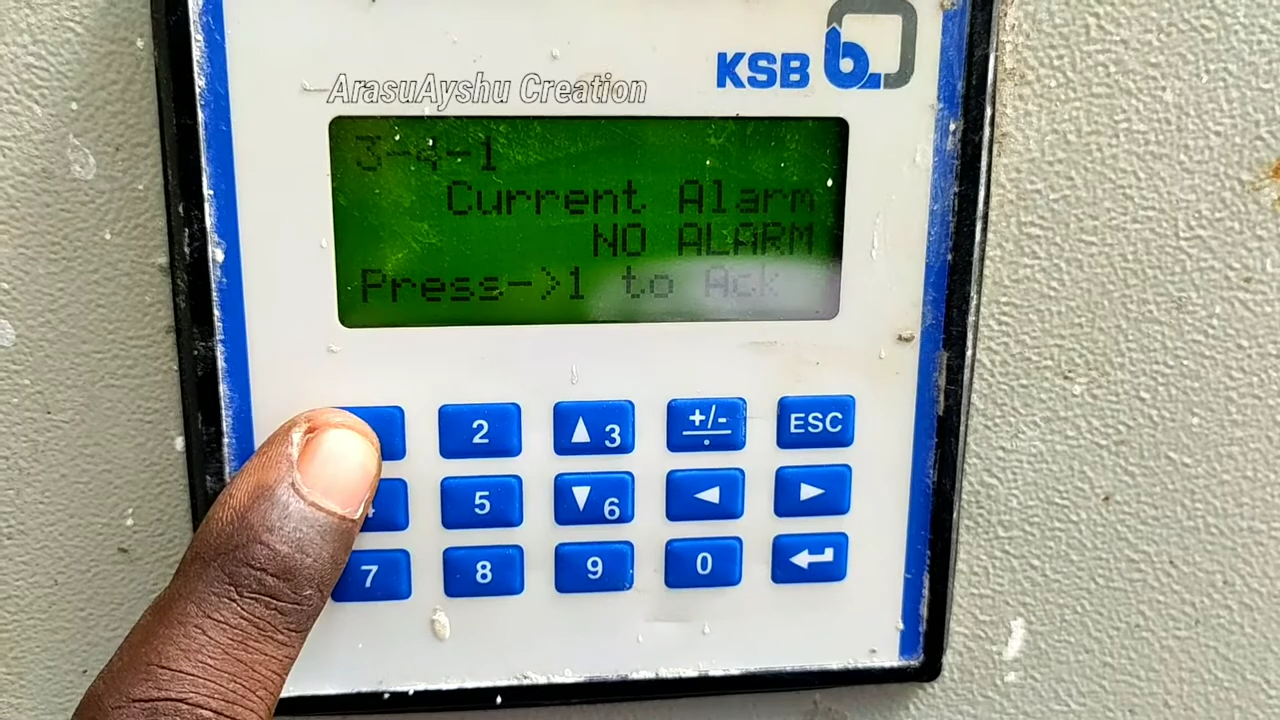 KSB b.
ArasuAyshu Creation
3-4-1
Current Alarm
NO ALARM
Press->1 to Ack
2 ▲3 +/- . ESC
4 5 ▼6 ◄ ►
7 8 9 0 ↵